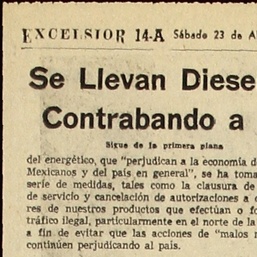 EXCELSIOR 14-A Sábado 23 de
Se Llevan Diese
Contrabando a
Sigue de la primera plana
del energético, que "perjudican a la economía d
Mexicanos y del país en general", se ha toma
serie de medidas, tales como la clausura de
de servicio y cancelación de autorizaciones a
res de nuestros productos que efectúan o fo
tráfico ilegal, particularmente en el norte de la
a fin de evitar que las acciones de "malos
continúen perjudicando al país.